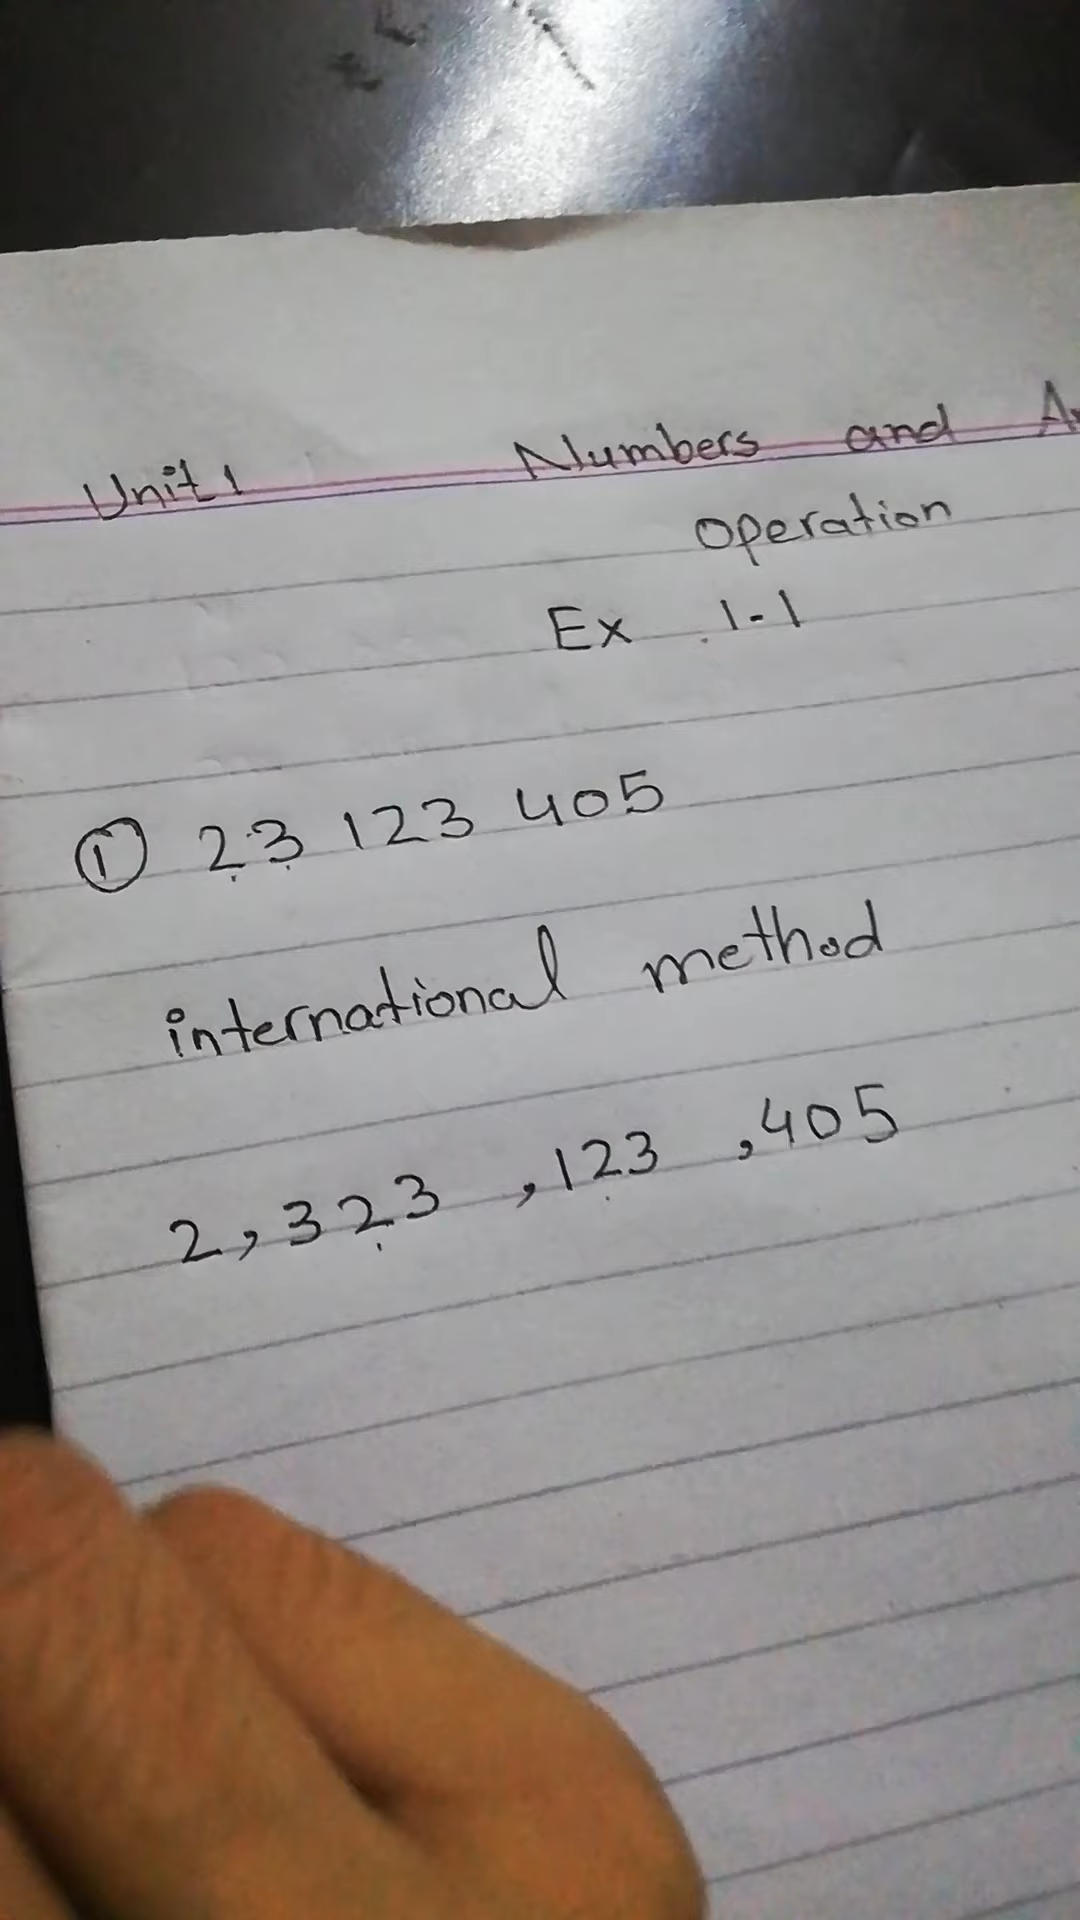 Unit 1 Numbers and
operation
Ex .1-1
① 23 123 405
international method
2,323 ,123 ,405